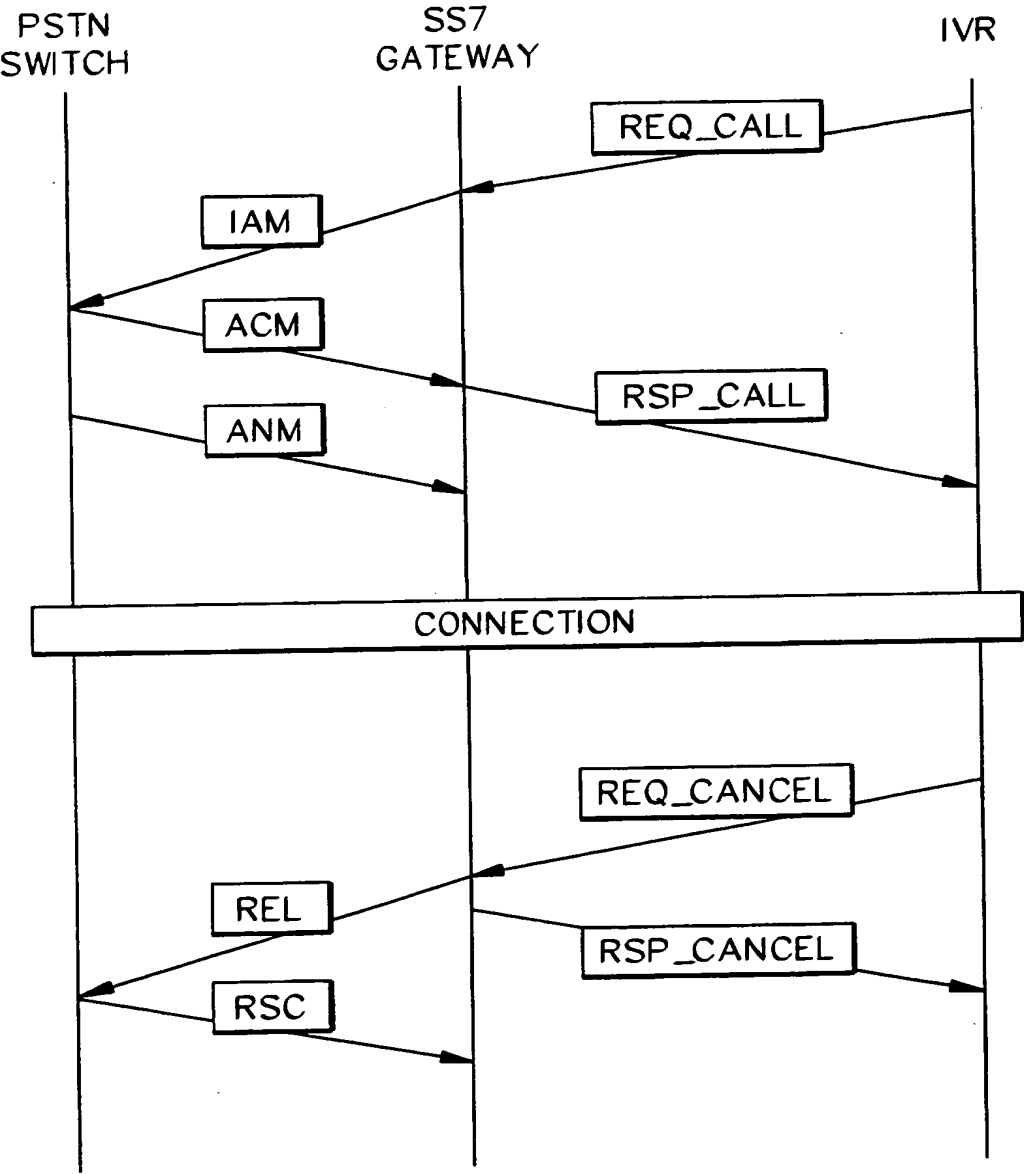 PSTN
SWITCH
SS7
GATEWAY
IVR
REQ_CALL
IAM
ACM
RSP_CALL
ANM
CONNECTION
REQ_CANCEL
REL
RSP_CANCEL
RSC